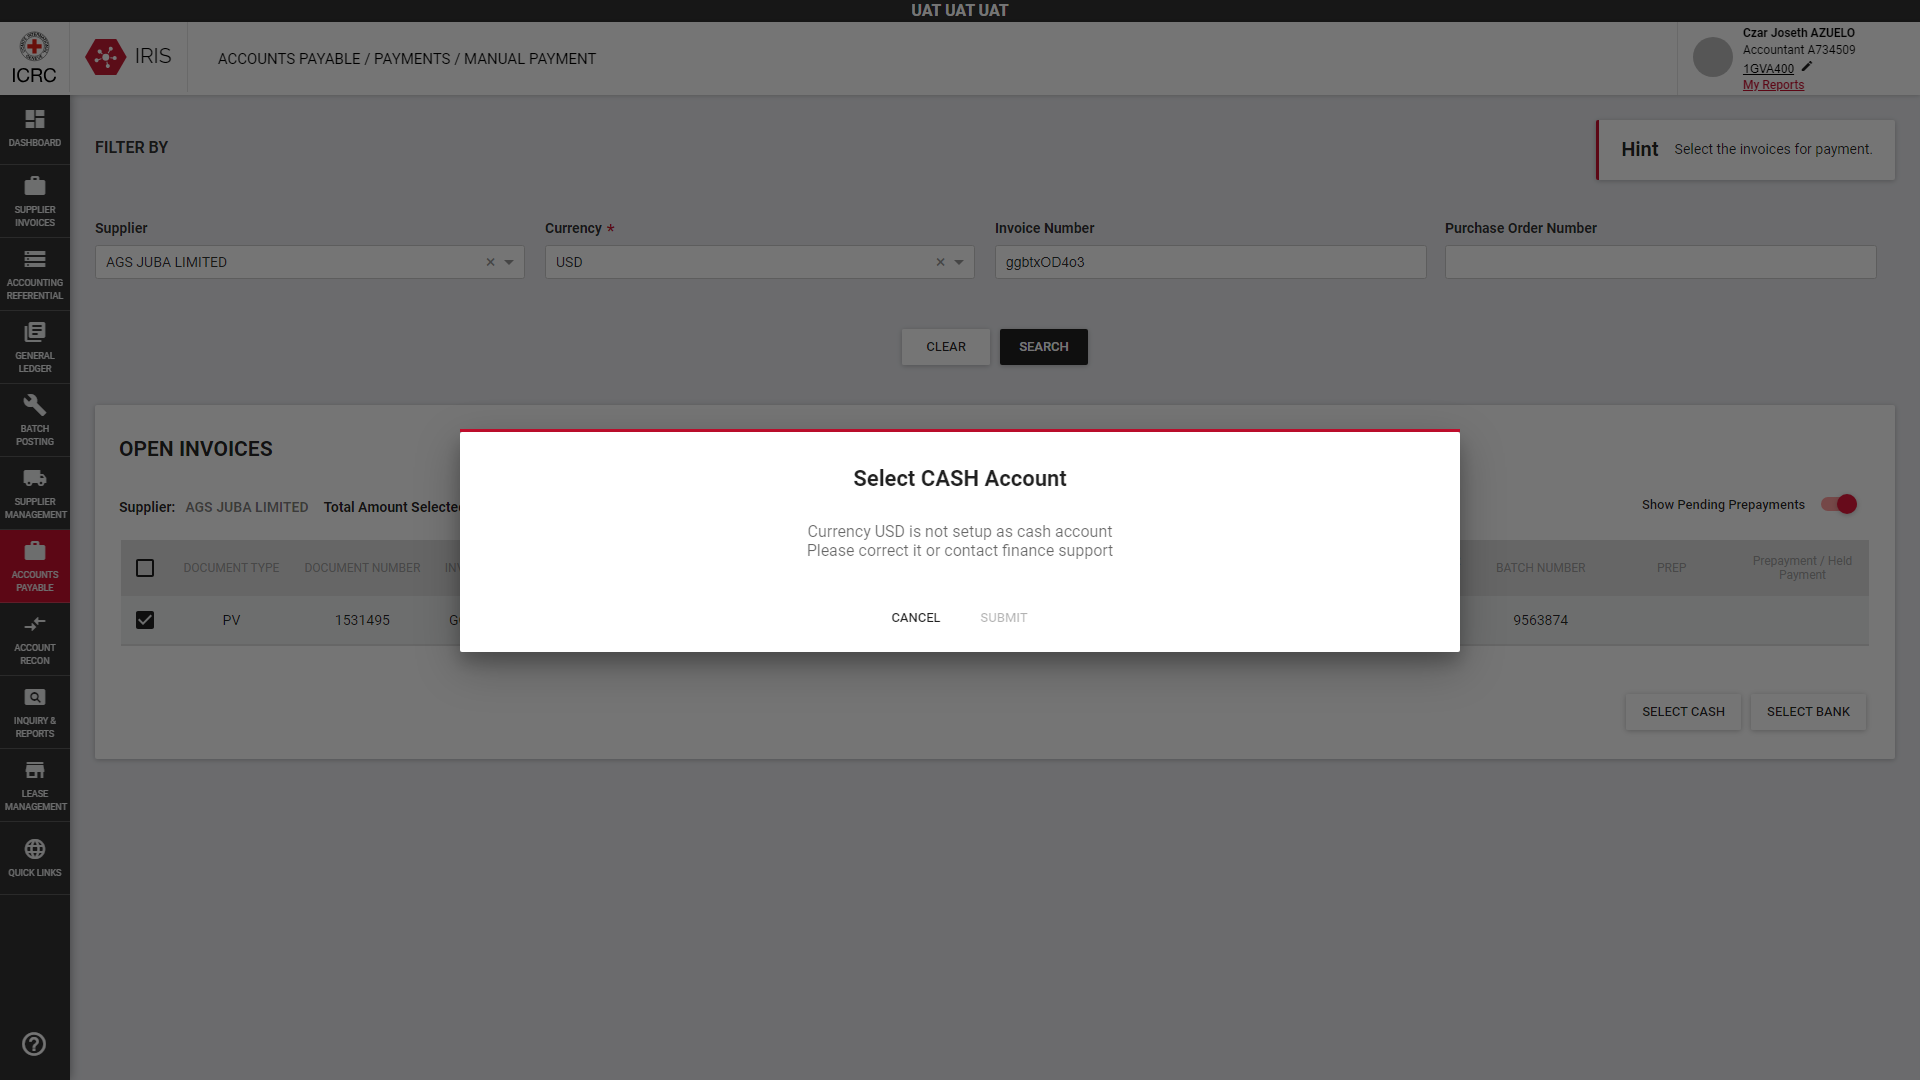 UAT UAT UAT
ICRC
IRIS
ACCOUNTS PAYABLE / PAYMENTS / MANUAL PAYMENT
Czar Joseth AZUELO
Accountant A734509
1GVA400
My Reports
DASHBOARD
SUPPLIER
INVOICES
ACCOUNTING
REFERENTIAL
GENERAL
LEDGER
BATCH
POSTING
SUPPLIER
MANAGEMENT
ACCOUNTS
PAYABLE
ACCOUNT
RECON
INQUIRY &
REPORTS
LEASE
MANAGEMENT
QUICK LINKS
FILTER BY
Hint Select the invoices for payment.
Supplier Currency * Invoice Number Purchase Order Number
AGS JUBA LIMITED USD ggbtxOD4o3
CLEAR SEARCH
OPEN INVOICES
Supplier: AGS JUBA LIMITED Total Amount Selected
Show Pending Prepayments
DOCUMENT TYPE DOCUMENT NUMBER BATCH NUMBER PREP Prepayment / Held
Payment
PV 1531495 9563874
Select CASH Account
Currency USD is not setup as cash account
Please correct it or contact finance support
CANCEL SUBMIT
SELECT CASH SELECT BANK